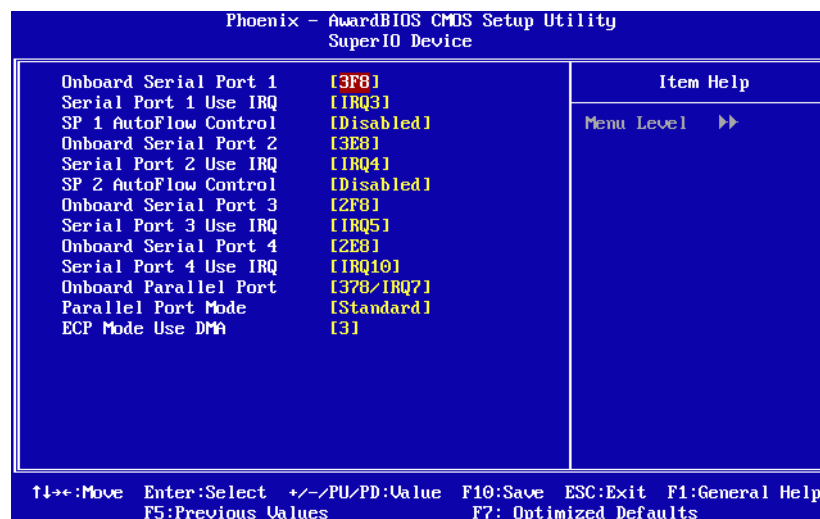 Phoenix - AwardBIOS CMOS Setup Utility
SuperIO Device
Onboard Serial Port 1 [3F8]
Serial Port 1 Use IRQ [IRQ3]
SP 1 AutoFlow Control [Disabled]
Onboard Serial Port 2 [3E8]
Serial Port 2 Use IRQ [IRQ4]
SP 2 AutoFlow Control [Disabled]
Onboard Serial Port 3 [2F8]
Serial Port 3 Use IRQ [IRQ5]
Onboard Serial Port 4 [2E8]
Serial Port 4 Use IRQ [IRQ10]
Onboard Parallel Port [378/IRQ7]
Parallel Port Mode [Standard]
ECP Mode Use DMA [3]
Item Help
Menu Level ▶▶
↑↓→←:Move Enter:Select +/-/PU/PD:Value F10:Save ESC:Exit F1:General Help
F5:Previous Values F7: Optimized Defaults